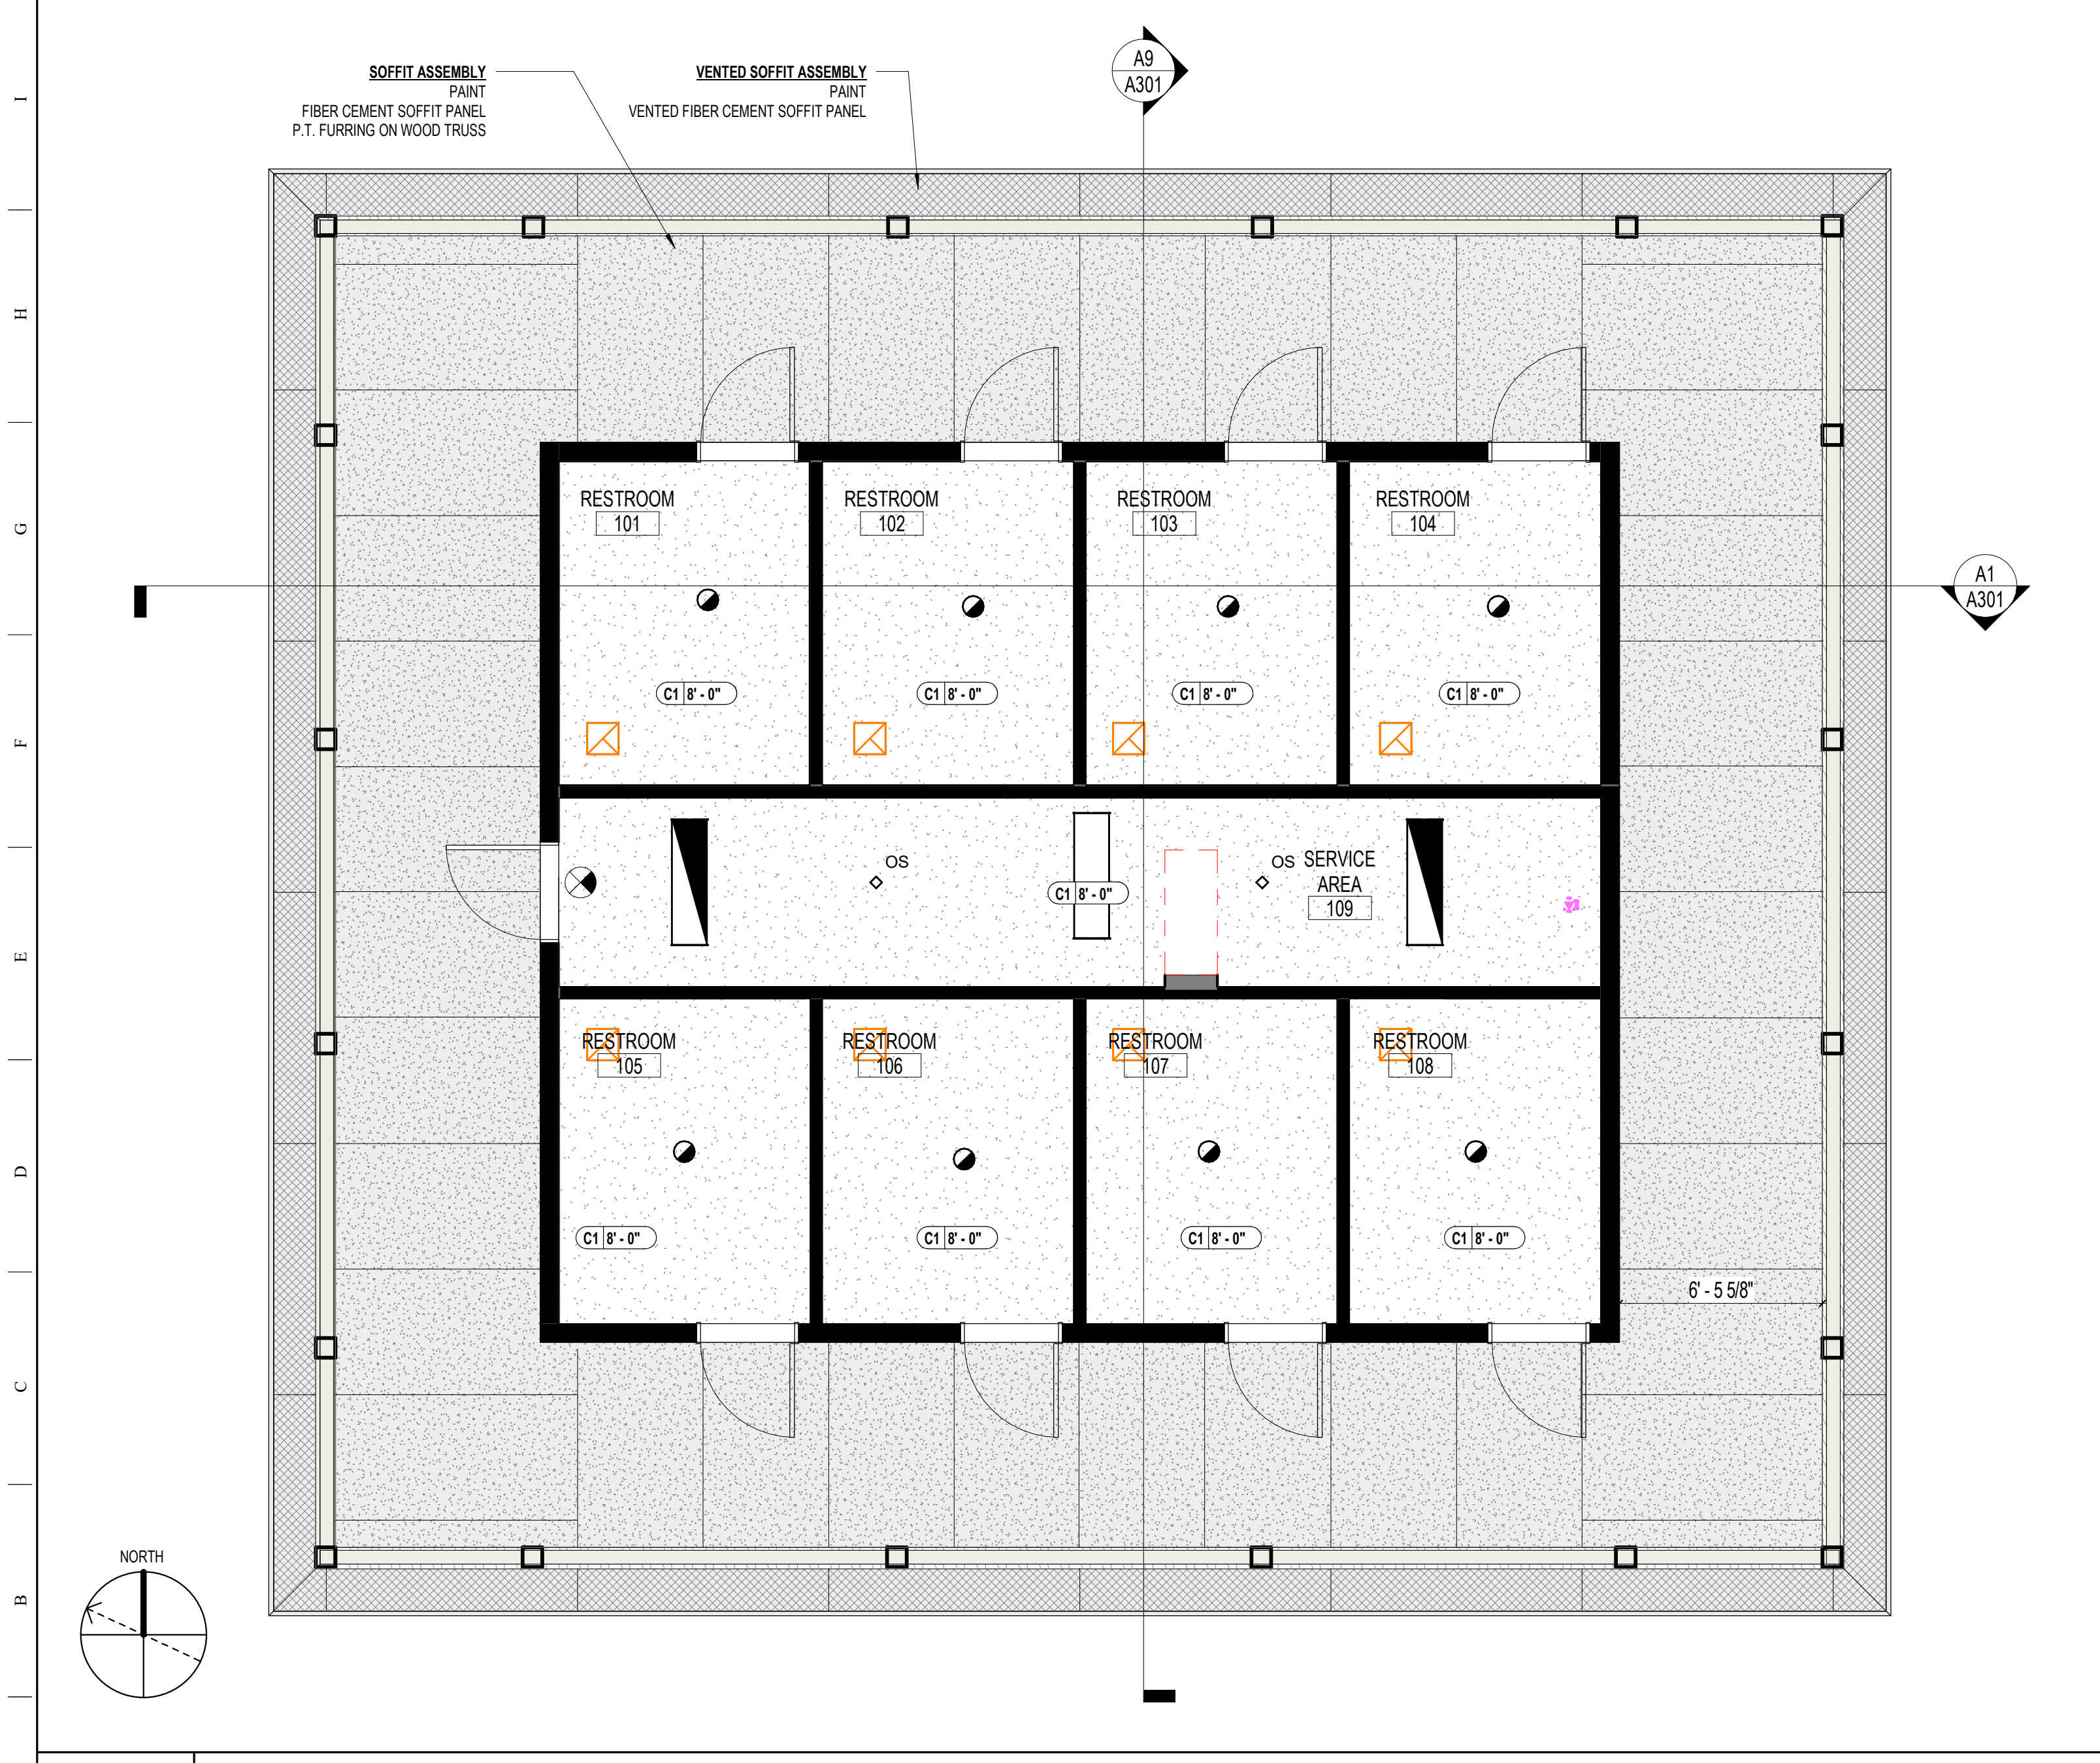 A9
A301
SOFFIT ASSEMBLY
PAINT
FIBER CEMENT SOFFIT PANEL
P.T. FURRING ON WOOD TRUSS
VENTED SOFFIT ASSEMBLY
PAINT
VENTED FIBER CEMENT SOFFIT PANEL
I
H
G
F
E
D
C
B
RESTROOM
101
RESTROOM
102
RESTROOM
103
RESTROOM
104
A1
A301
C1 8' - 0"
C1 8' - 0"
C1 8' - 0"
C1 8' - 0"
OS
C1 8' - 0"
OS
SERVICE
AREA
109
RESTROOM
105
RESTROOM
106
RESTROOM
107
RESTROOM
108
C1 8' - 0"
C1 8' - 0"
C1 8' - 0"
C1 8' - 0"
6' - 5 5/8"
NORTH